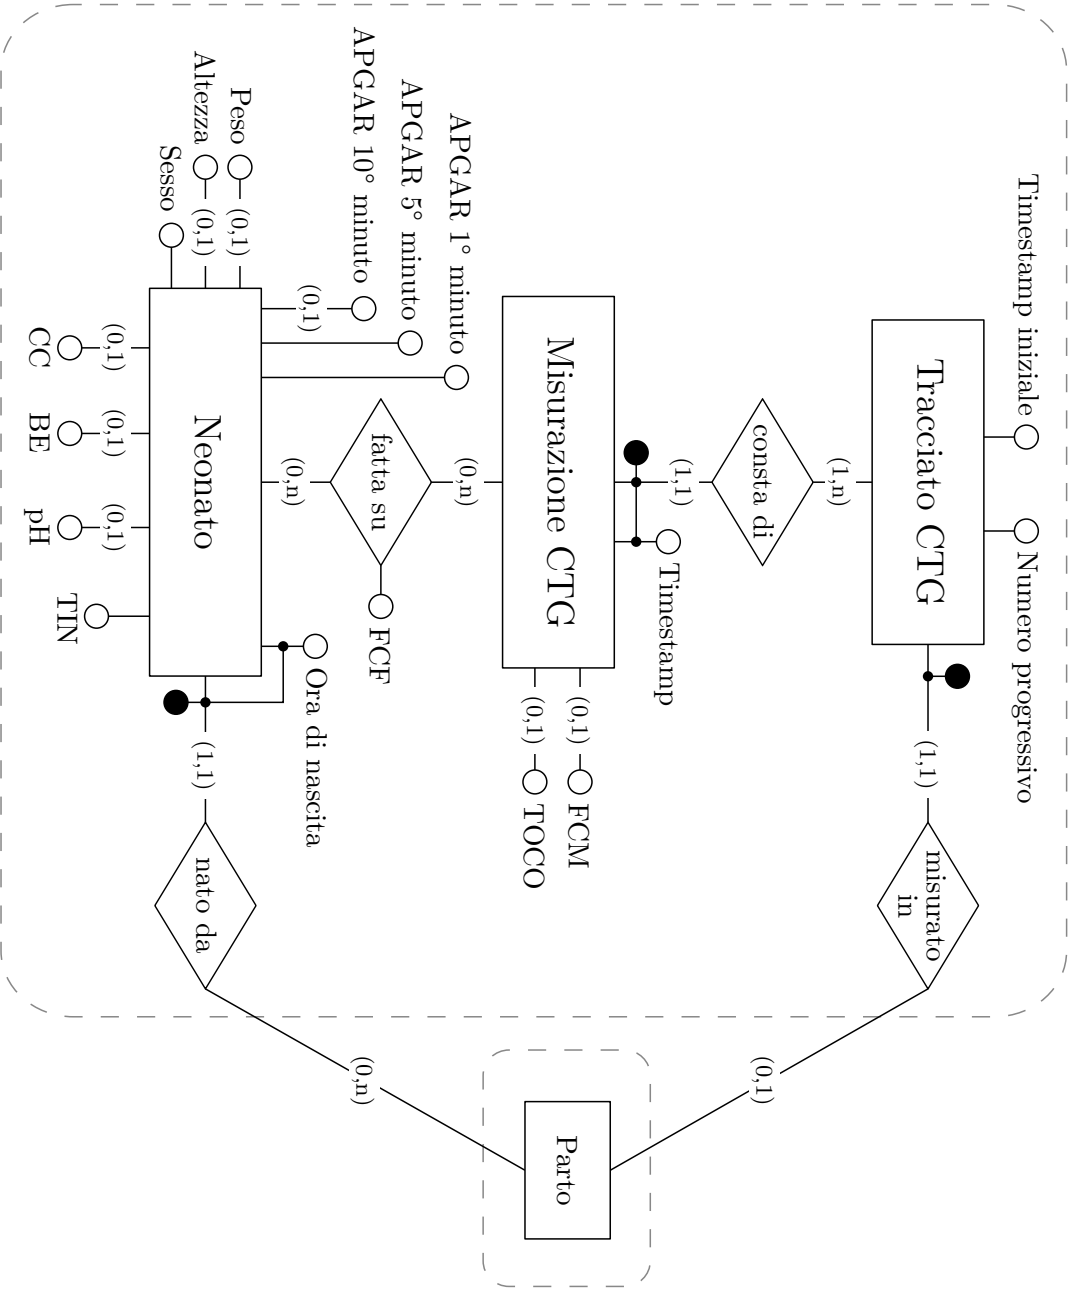 Timestamp iniziale
Numero progressivo
Tracciato CTG
(1,1)
misurato
in
(1,n)
consta di
(0,1)
(1,1)
Timestamp
(0,1)
FCM
Misurazione CTG
Parto
(0,1)
TOCO
(0,n)
APGAR 1° minuto
APGAR 5° minuto
fatta su
FCF
APGAR 10° minuto
(0,n)
Ora di nascita
(0,1)
(0,n)
Peso
(0,1)
Altezza
(0,1)
Neonato
(1,1)
nato da
Sesso
(0,1)
(0,1)
(0,1)
TIN
CC
BE
pH